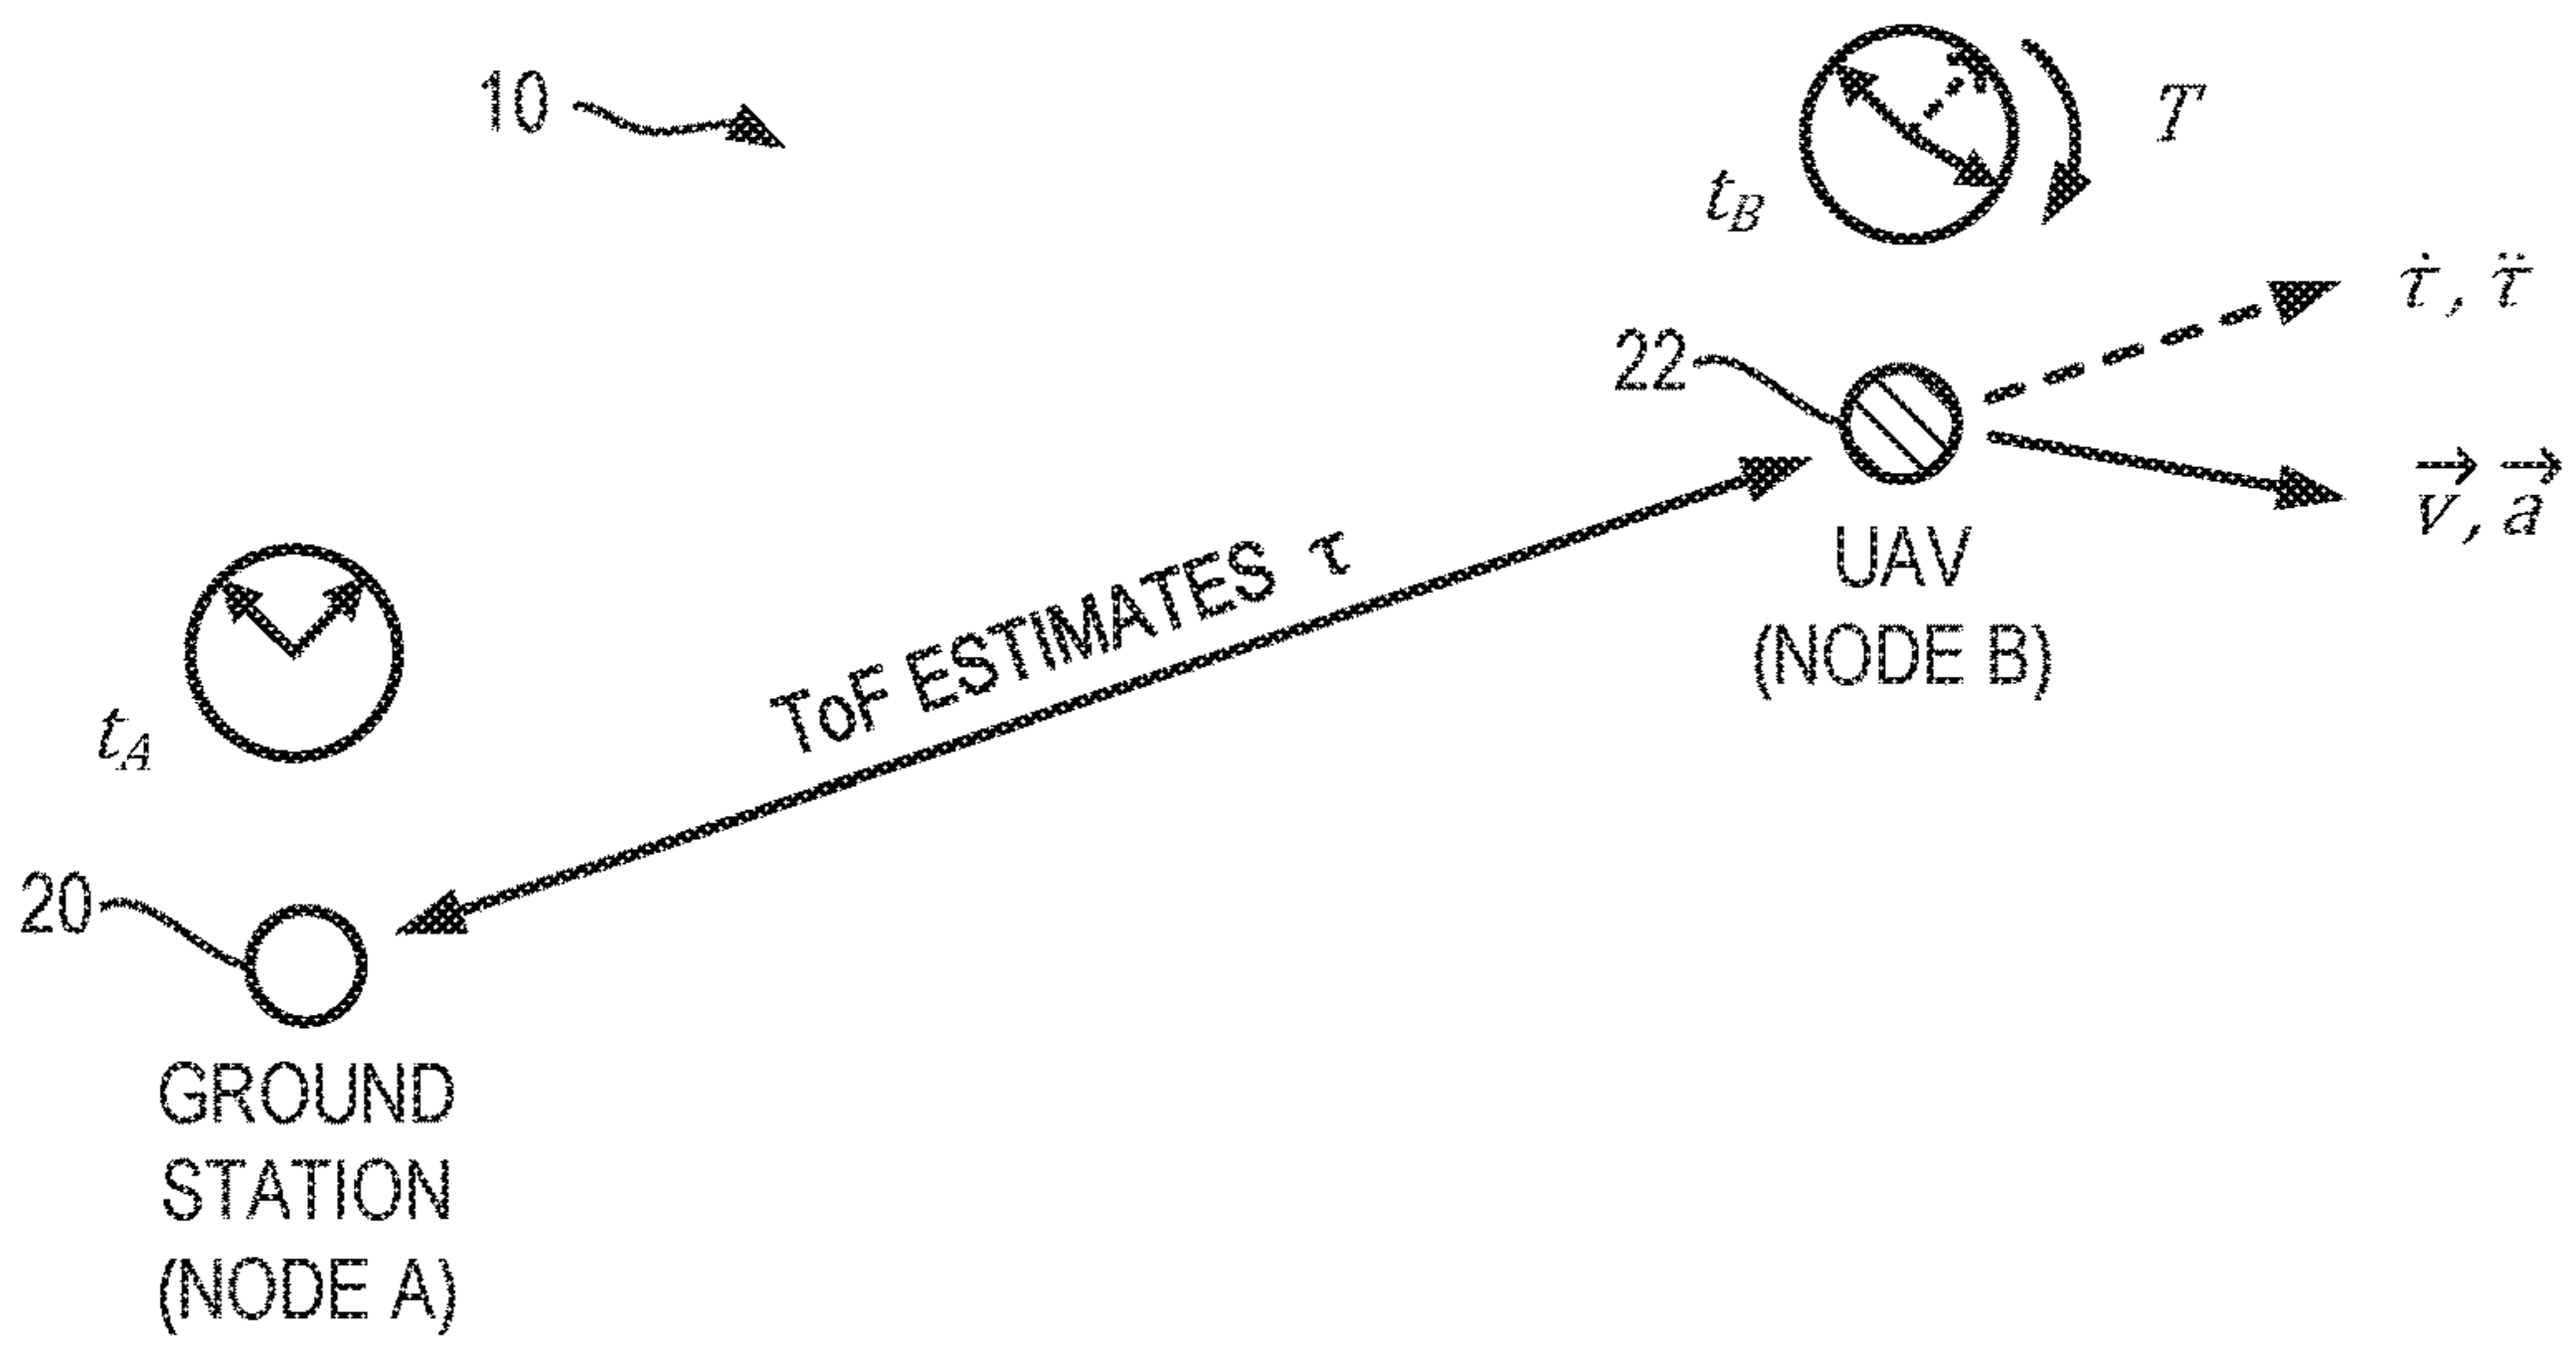 10
T
t_B
τ̇, τ̈
22
v⃗, a⃗
UAV
(NODE B)
ToF ESTIMATES τ
t_A
20
GROUND
STATION
(NODE A)